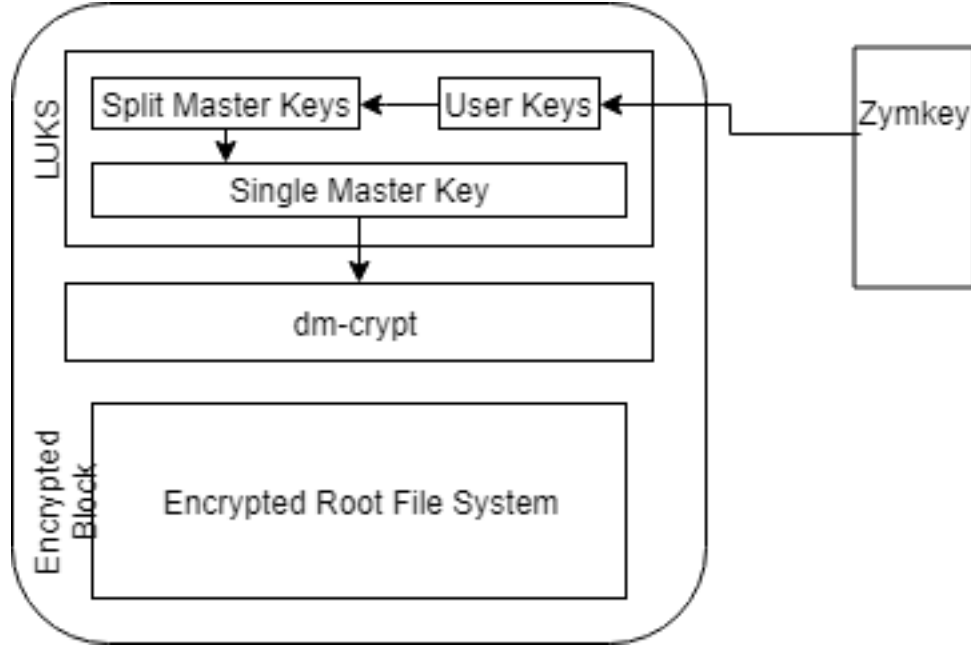 Split Master Keys
User Keys
Zymkey
LUKS
Single Master Key
dm-crypt
Encrypted
Block
Encrypted Root File System